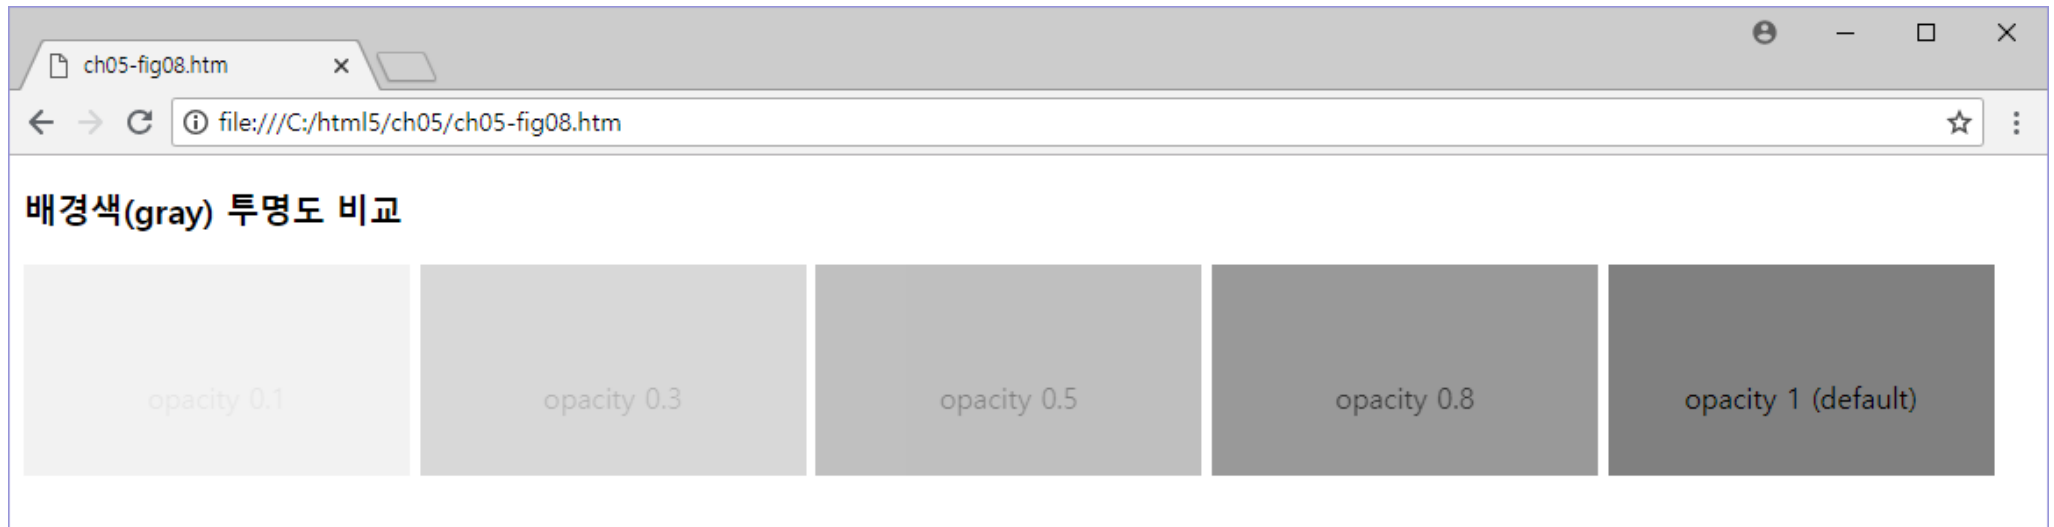 ch05-fig08.htm
file:///C:/html5/ch05/ch05-fig08.htm
배경색(gray) 투명도 비교
opacity 0.1
opacity 0.3
opacity 0.5
opacity 0.8
opacity 1 (default)